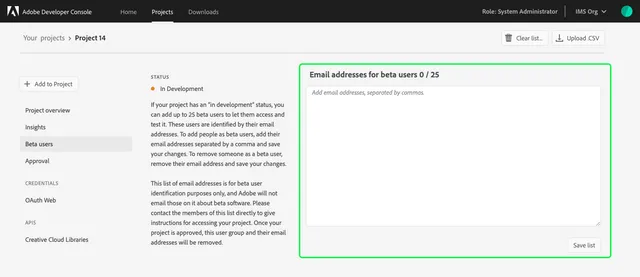 Adobe Developer Console
Home
Projects
Downloads
Role: System Administrator
IMS Org
Your projects > Project 14
Clear list...
Upload .CSV
+ Add to Project
Project overview
Insights
Beta users
Approval
CREDENTIALS
OAuth Web
APIS
Creative Cloud Libraries
STATUS
In Development
If your project has an "in development" status, you
can add up to 25 beta users to let them access and
test it. These users are identified by their email
addresses. To add people as beta users, add their
email addresses separated by a comma and save
your changes. To remove someone as a beta user,
remove their email address and save your changes.
This list of email addresses is for beta user
identification purposes only, and Adobe will not
email those on it about beta software. Please
contact the members of this list directly to give
instructions for accessing your project. Once your
project is approved, this user group and their email
addresses will be removed.
Email addresses for beta users 0 / 25
Add email addresses, separated by commas.
Save list